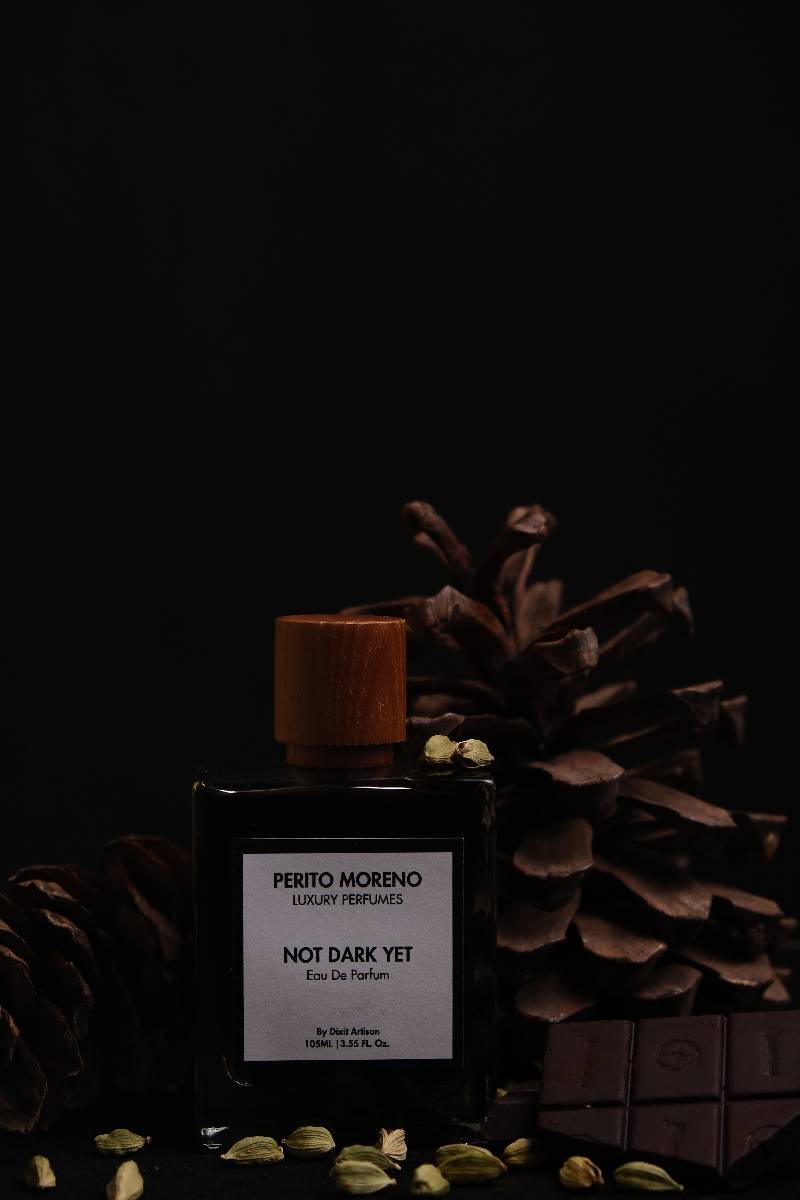 PERITO MORENO
LUXURY PERFUMES
NOT DARK YET
Eau De Parfum
By Dixit Artisan
105ML | 3.55 FL. Oz.